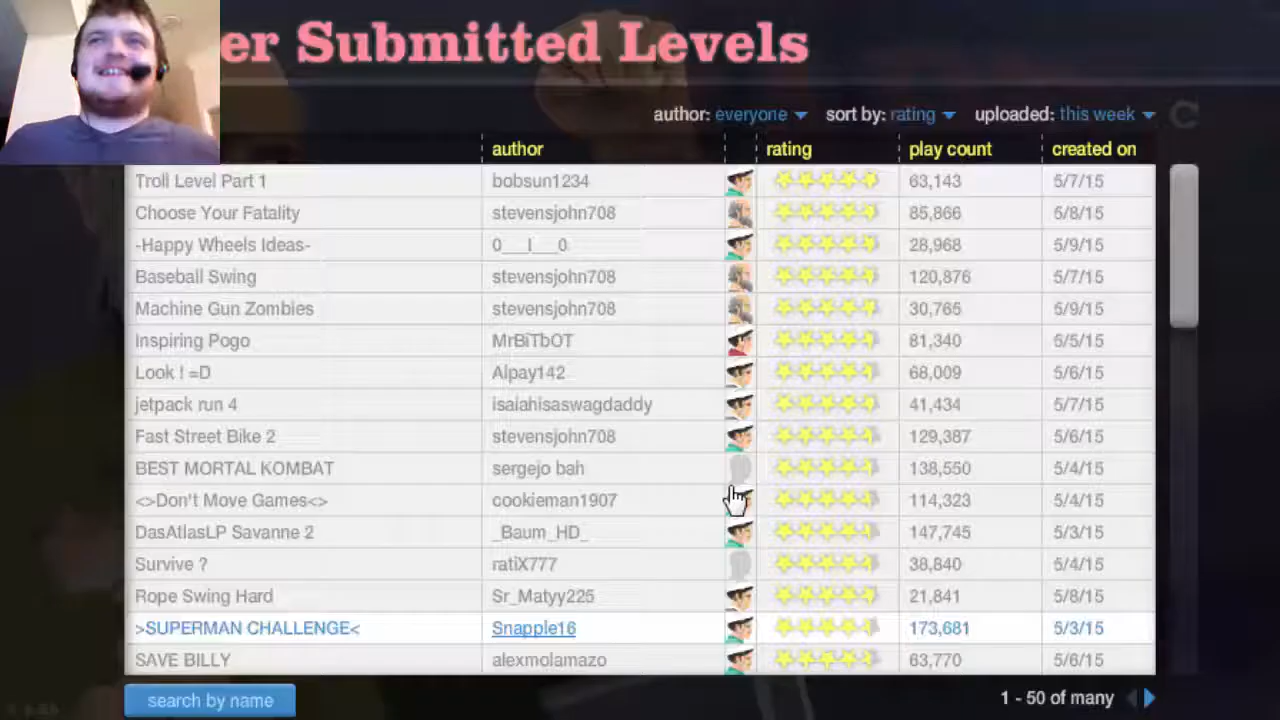 er Submitted Levels
author: everyone sort by: rating uploaded: this week
author rating play count created on
Troll Level Part 1 bobsun1234 63,143 5/7/15
Choose Your Fatality stevensjohn708 85,866 5/8/15
-Happy Wheels Ideas- 0___I___0 28,968 5/9/15
Baseball Swing stevensjohn708 120,876 5/7/15
Machine Gun Zombies stevensjohn708 30,765 5/9/15
Inspiring Pogo MrBiTbOT 81,340 5/5/15
Look ! =D Alpay142 68,009 5/6/15
jetpack run 4 isaiahisaswagdaddy 41,434 5/7/15
Fast Street Bike 2 stevensjohn708 129,387 5/6/15
BEST MORTAL KOMBAT sergejo bah 138,550 5/4/15
<>Don't Move Games<> cookieman1907 114,323 5/4/15
DasAtlasLP Savanne 2 _Baum_HD_ 147,745 5/3/15
Survive ? ratiX777 38,840 5/4/15
Rope Swing Hard Sr_Matyy225 21,841 5/8/15
>SUPERMAN CHALLENGE< Snapple16 173,681 5/3/15
SAVE BILLY alexmolamazo 63,770 5/6/15
search by name 1 - 50 of many